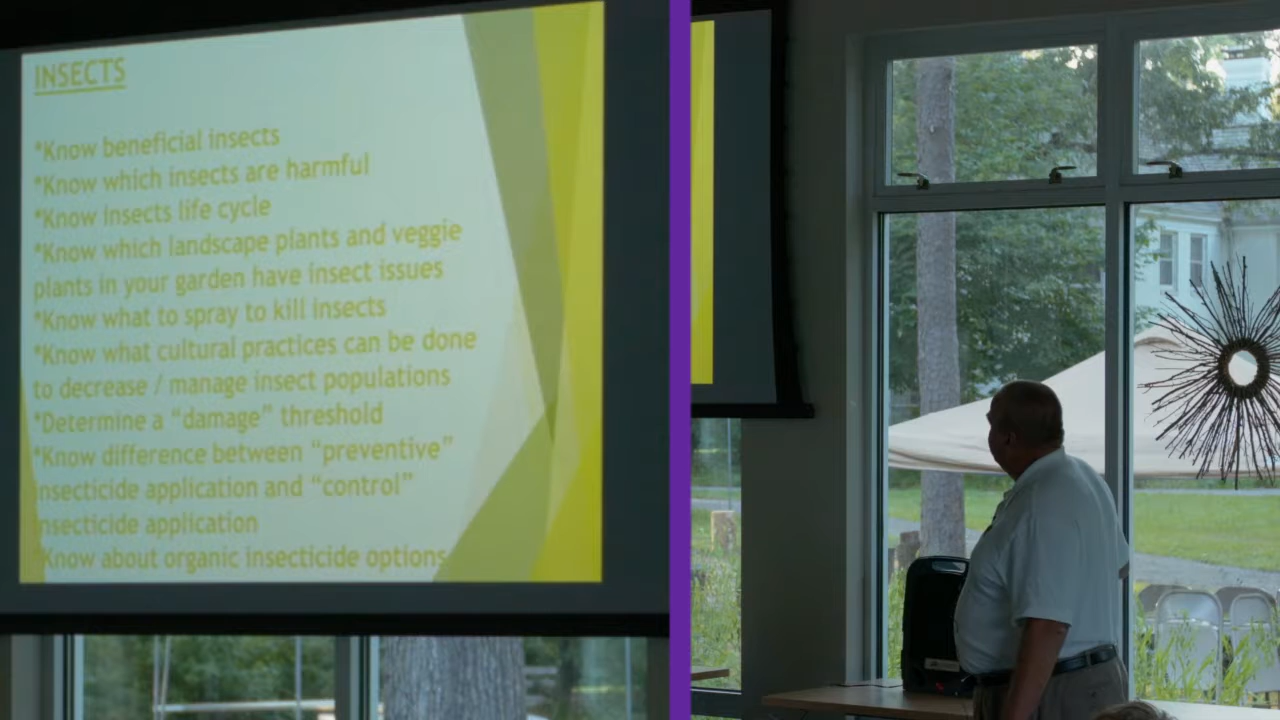 INSECTS
*Know beneficial insects
*Know which insects are harmful
*Know insects life cycle
*Know which landscape plants and veggie
plants in your garden have insect issues
*Know what to spray to kill insects
*Know what cultural practices can be done
to decrease / manage insect populations
*Determine a “damage” threshold
*Know difference between “preventive”
insecticide application and “control”
insecticide application
*Know about organic insecticide options